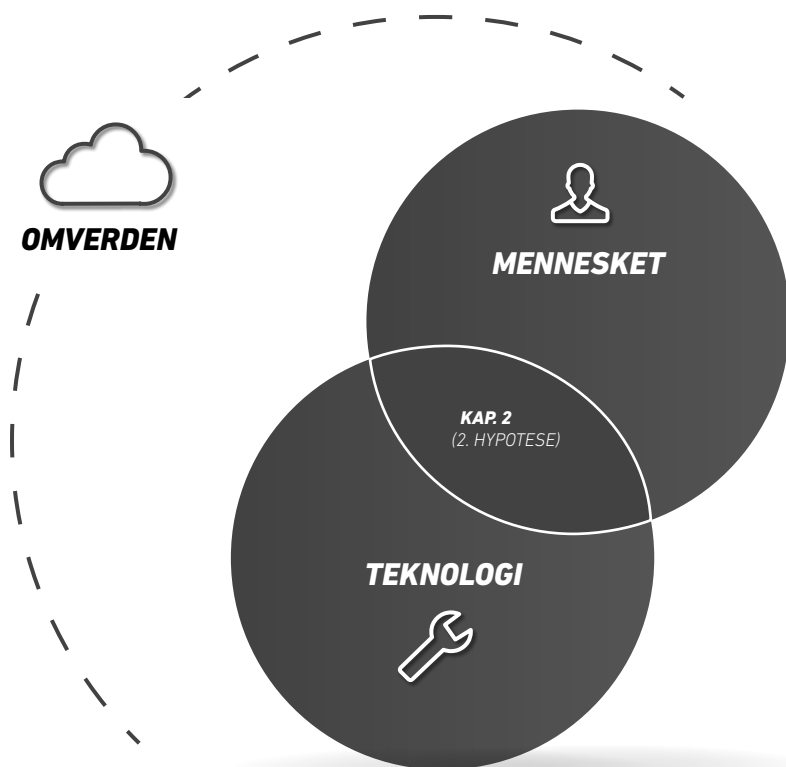 OMVERDEN
MENNESKET
KAP. 2
(2. HYPOTESE)
TEKNOLOGI